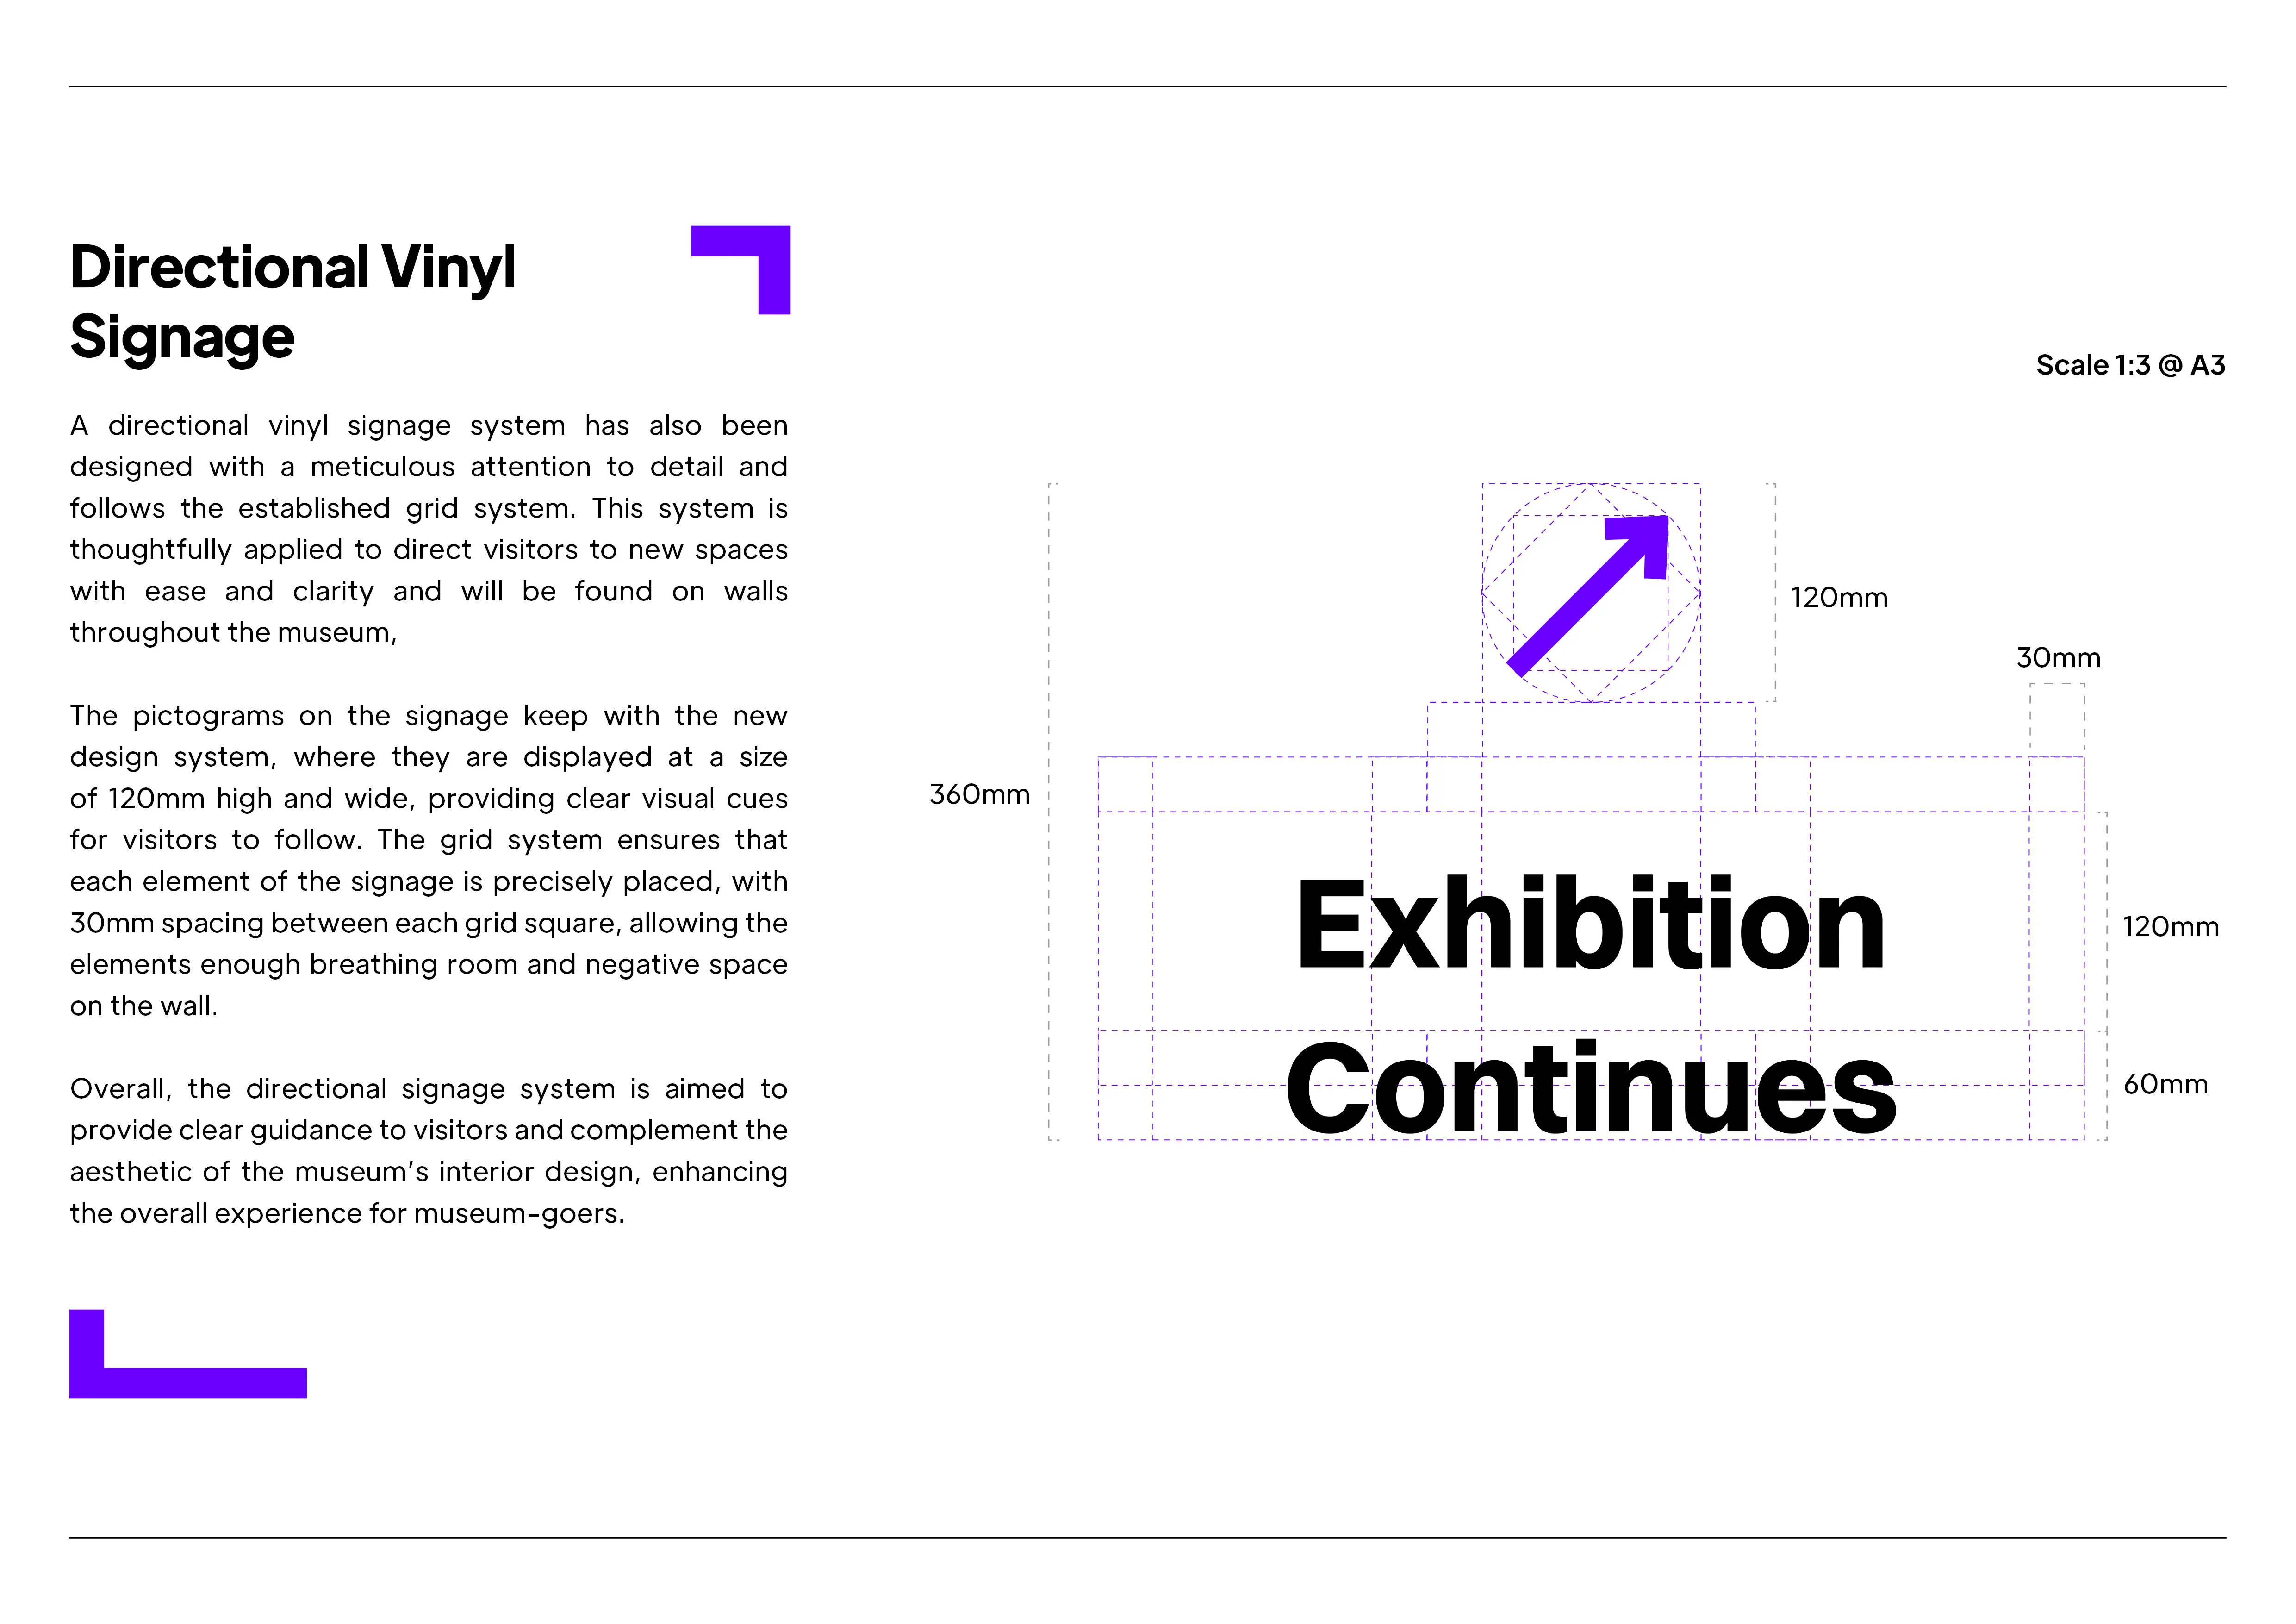 Directional Vinyl
Signage
A directional vinyl signage system has also been
designed with a meticulous attention to detail and
follows the established grid system. This system is
thoughtfully applied to direct visitors to new spaces
with ease and clarity and will be found on walls
throughout the museum,
The pictograms on the signage keep with the new
design system, where they are displayed at a size
of 120mm high and wide, providing clear visual cues
for visitors to follow. The grid system ensures that
each element of the signage is precisely placed, with
30mm spacing between each grid square, allowing the
elements enough breathing room and negative space
on the wall.
Overall, the directional signage system is aimed to
provide clear guidance to visitors and complement the
aesthetic of the museum's interior design, enhancing
the overall experience for museum-goers.
Scale 1:3 @ A3
120mm
30mm
360mm
Exhibition
120mm
Continues
60mm